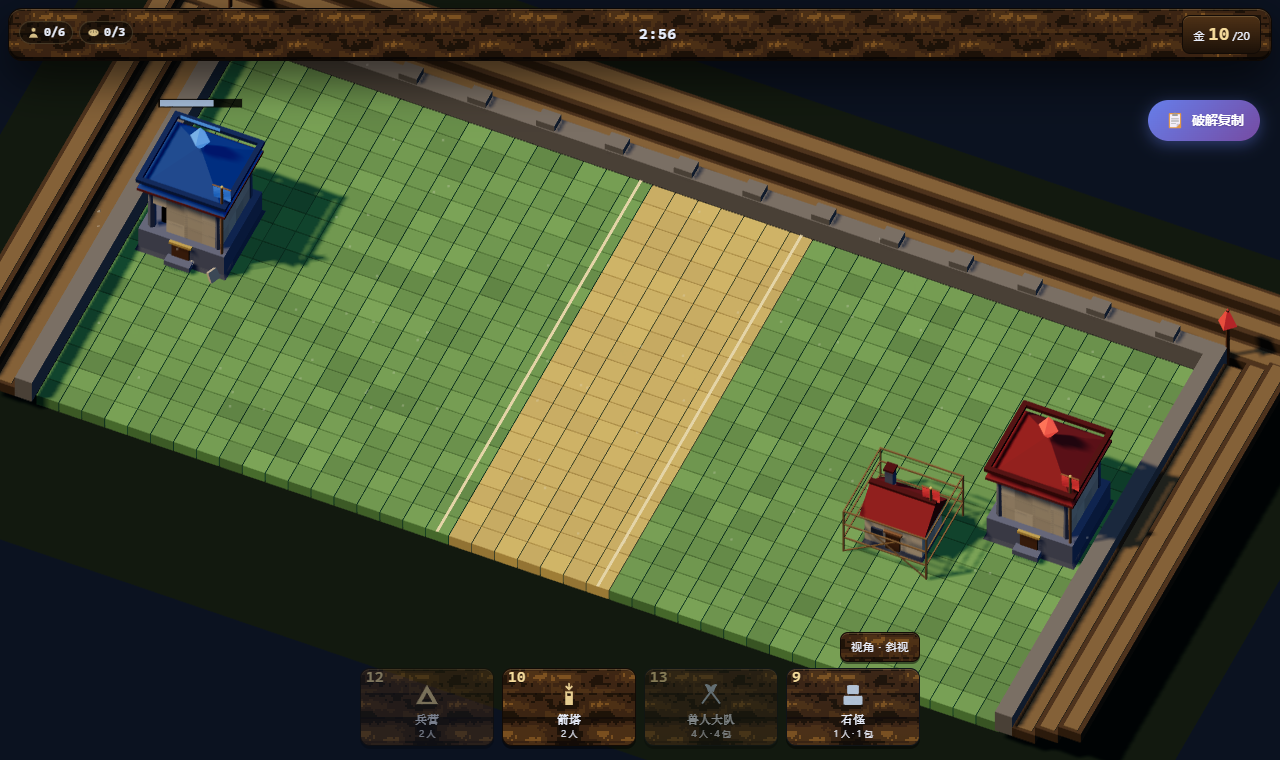 0/6
0/3
2:56
金 10 /20
破解复制
视角 · 斜视
12
兵营
2人
10
箭塔
2人
13
兽人大队
4人·4包
9
石怪
1人·1包